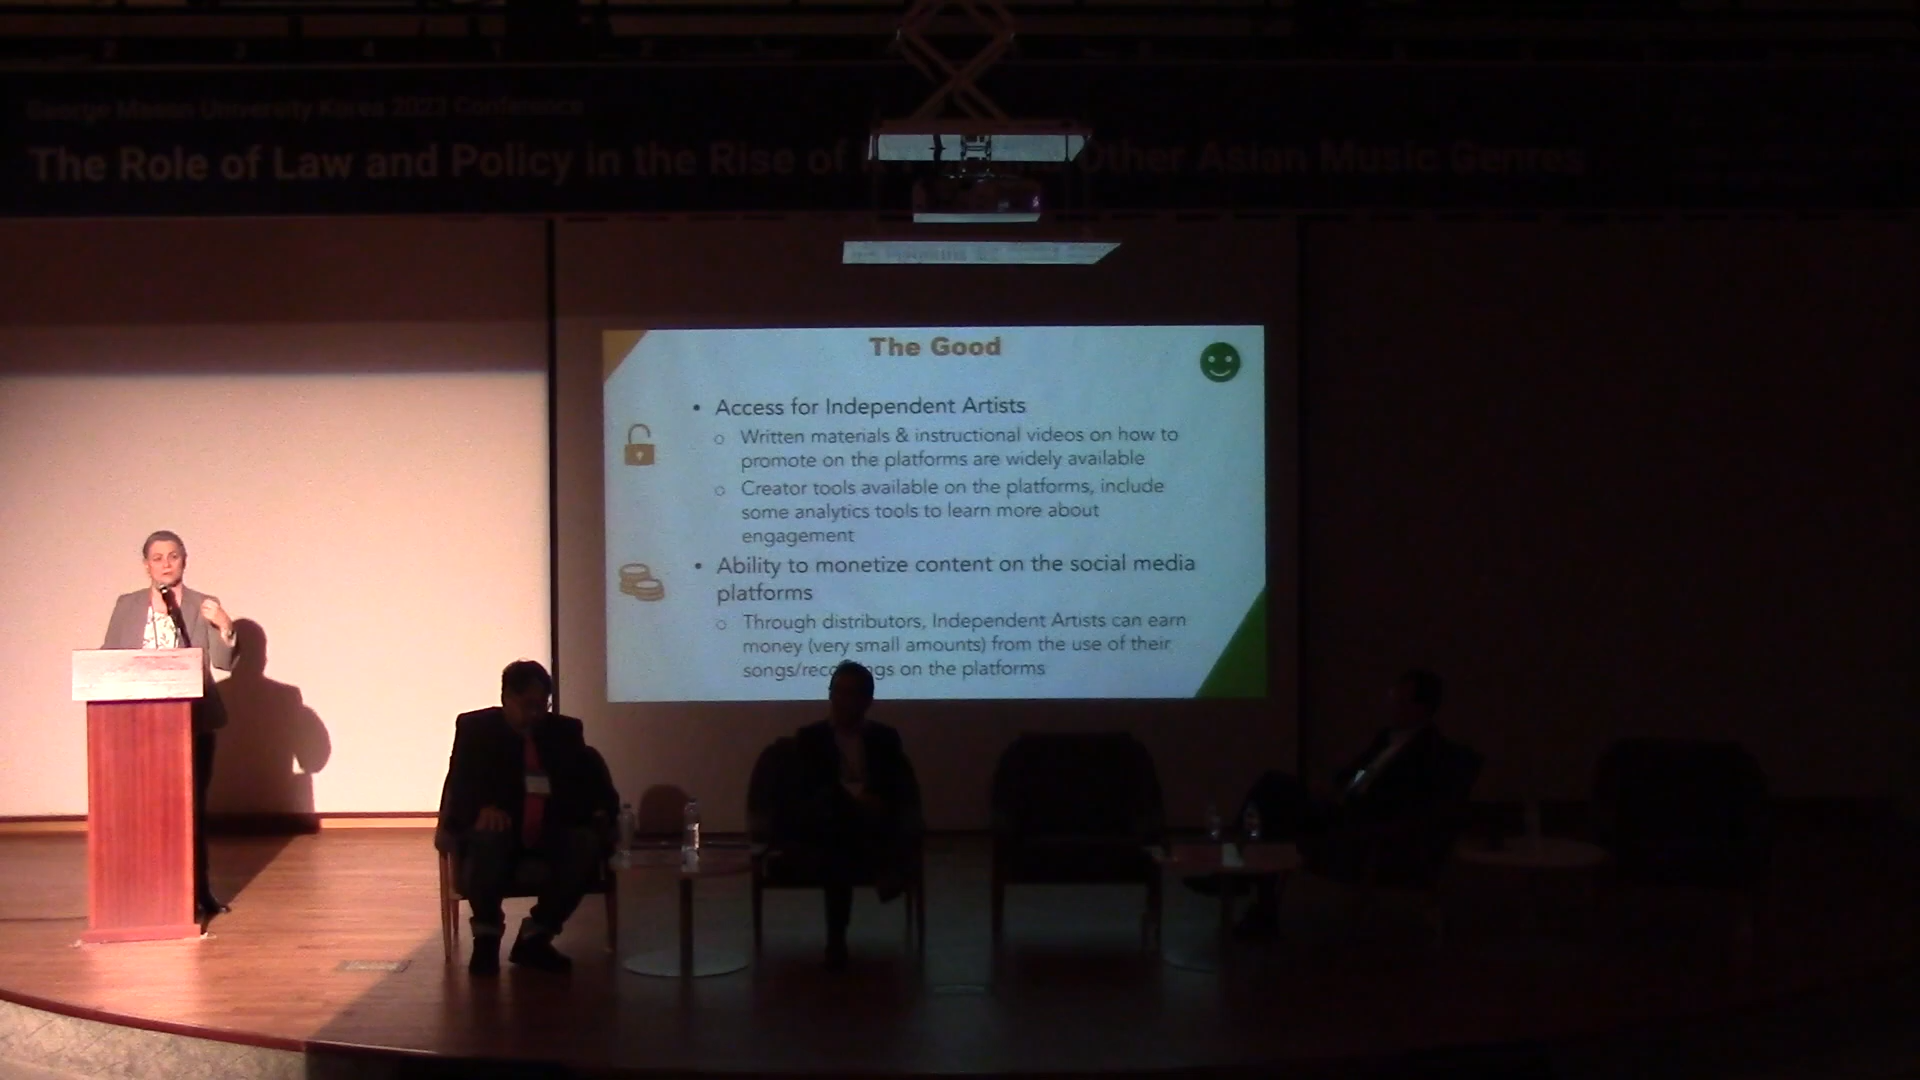 George Mason University Korea 2023 Conference
The Role of Law and Policy in the Rise of Other Asian Music Genres
The Good
• Access for Independent Artists
o Written materials & instructional videos on how to
promote on the platforms are widely available
o Creator tools available on the platforms, include
some analytics tools to learn more about
engagement
• Ability to monetize content on the social media
platforms
o Through distributors, Independent Artists can earn
money (very small amounts) from the use of their
songs/recordings on the platforms